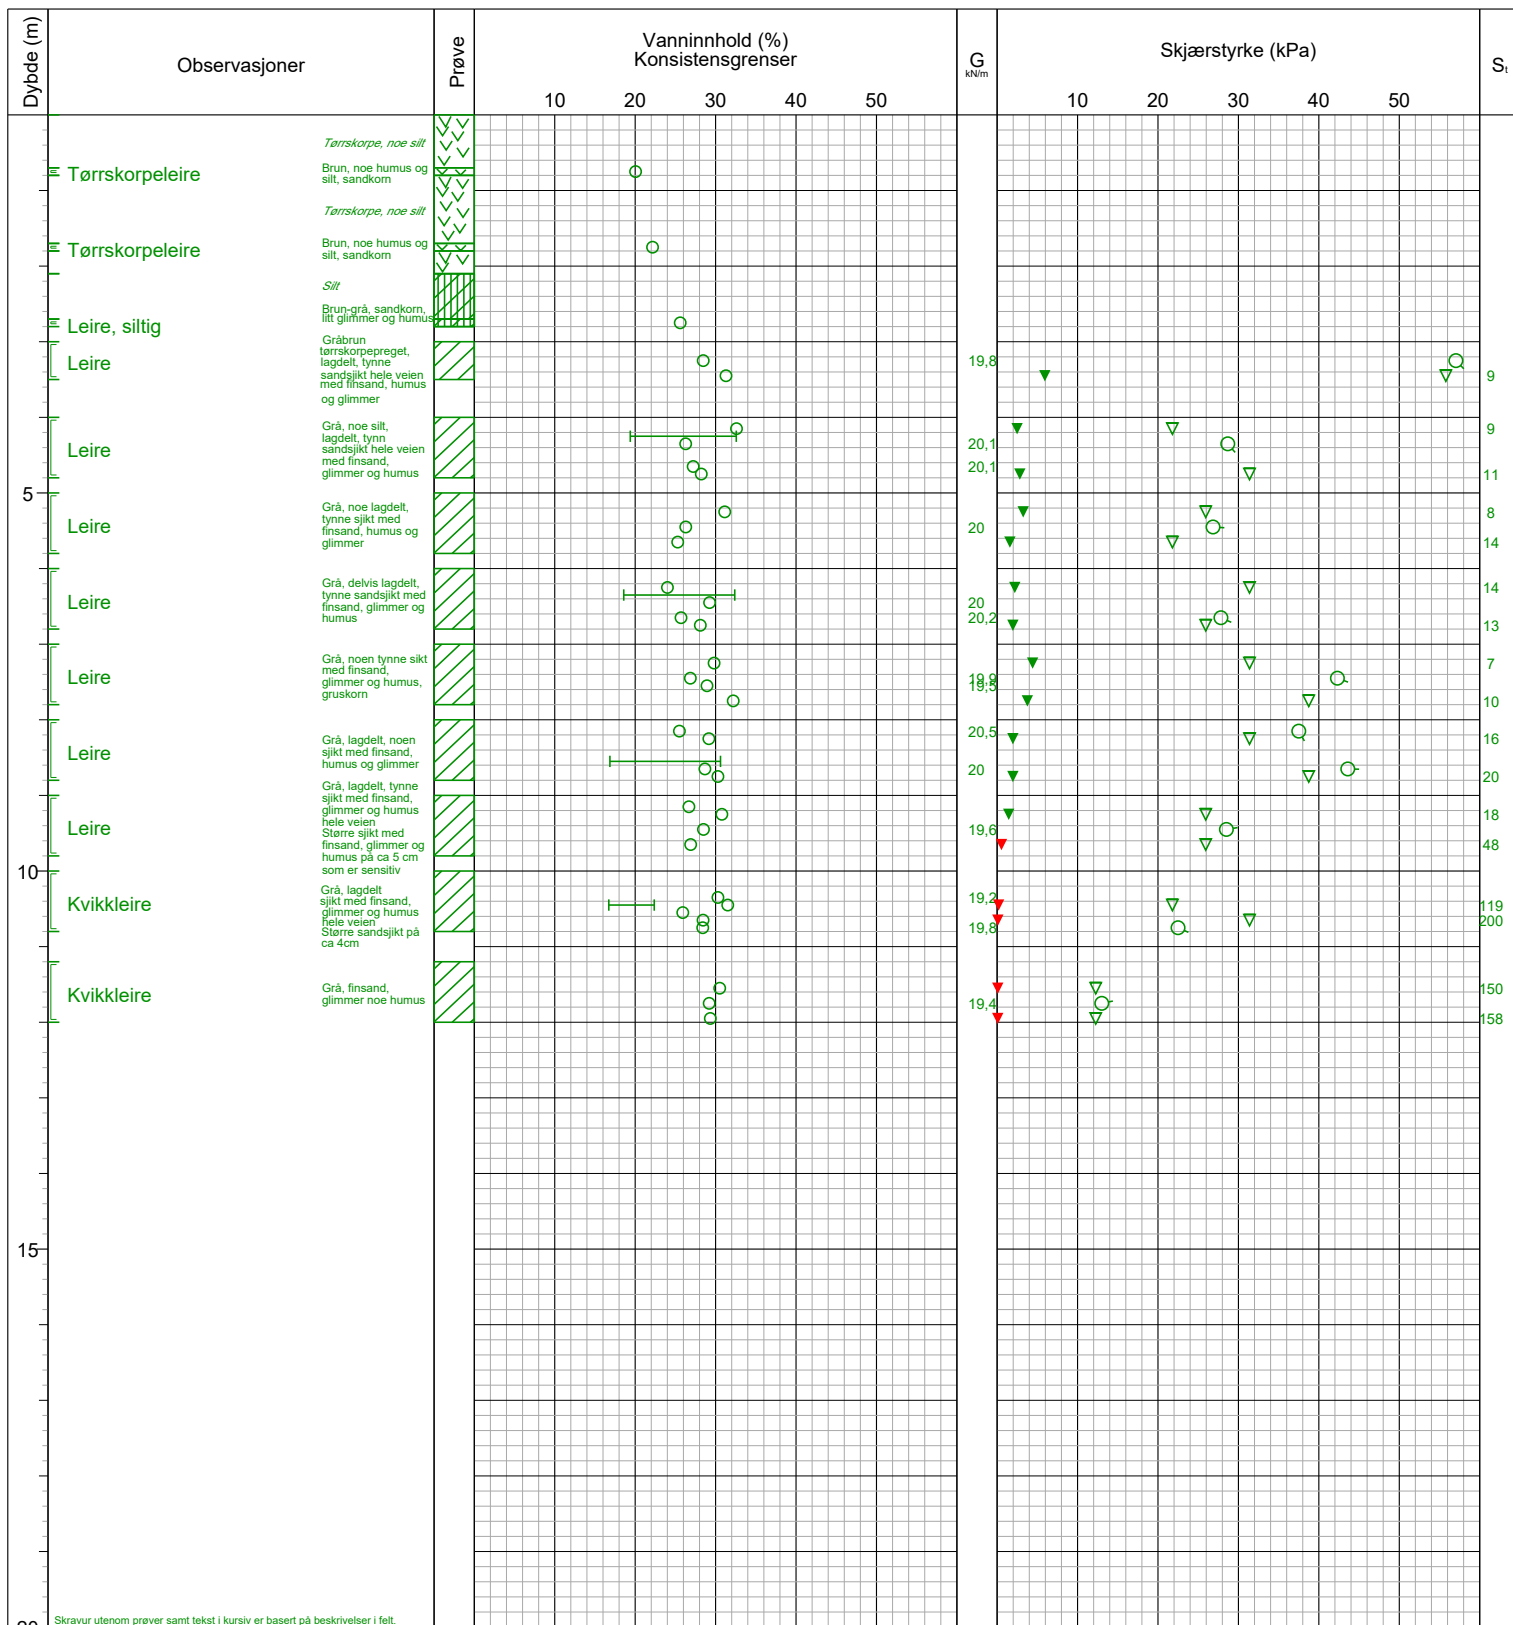 Dybde (m)
Observasjoner
Prøve
Vanninnhold (%)
Konsistensgrenser
G
kN/m
Skjærstyrke (kPa)
St
10 20 30 40 50
10 20 30 40 50
Tørrskorpe, noe silt
Tørrskorpeleire
Brun, noe humus og
silt, sandkorn
Tørrskorpe, noe silt
Tørrskorpeleire
Brun, noe humus og
silt, sandkorn
Silt
Leire, siltig
Brun-grå, sandkorn,
litt glimmer og humus
Leire
Gråbrun
tørrskorpepreget,
lagdelt, tynne
sandsjikt hele veien
med finsand, humus
og glimmer
19,8
9
Leire
Grå, noe silt,
lagdelt, tynn
sandsjikt hele veien
med finsand,
glimmer og humus
20,1
20,1
9
11
5
Leire
Grå, noe lagdelt,
tynne sjikt med
finsand, humus og
glimmer
20
8
14
Leire
Grå, delvis lagdelt,
tynne sandsjikt med
finsand, glimmer og
humus
20
20,2
14
13
Leire
Grå, noen tynne sikt
med finsand,
glimmer og humus,
gruskorn
19,9
19,5
7
10
Leire
Grå, lagdelt, noen
sjikt med finsand,
humus og glimmer
20,5
20
16
20
Leire
Grå, lagdelt, tynne
sjikt med finsand,
glimmer og humus
hele veien
Større sjikt med
finsand, glimmer og
humus på ca 5 cm
som er sensitiv
19,6
18
48
10
Kvikkleire
Grå, lagdelt
sjikt med finsand,
glimmer og humus
hele veien
Større sandsjikt på
ca 4cm
19,2
19,8
119
200
Kvikkleire
Grå, finsand,
glimmer noe humus
19,4
150
158
15
Skravur utenom prøver samt tekst i kursiv er basert på beskrivelser i felt.